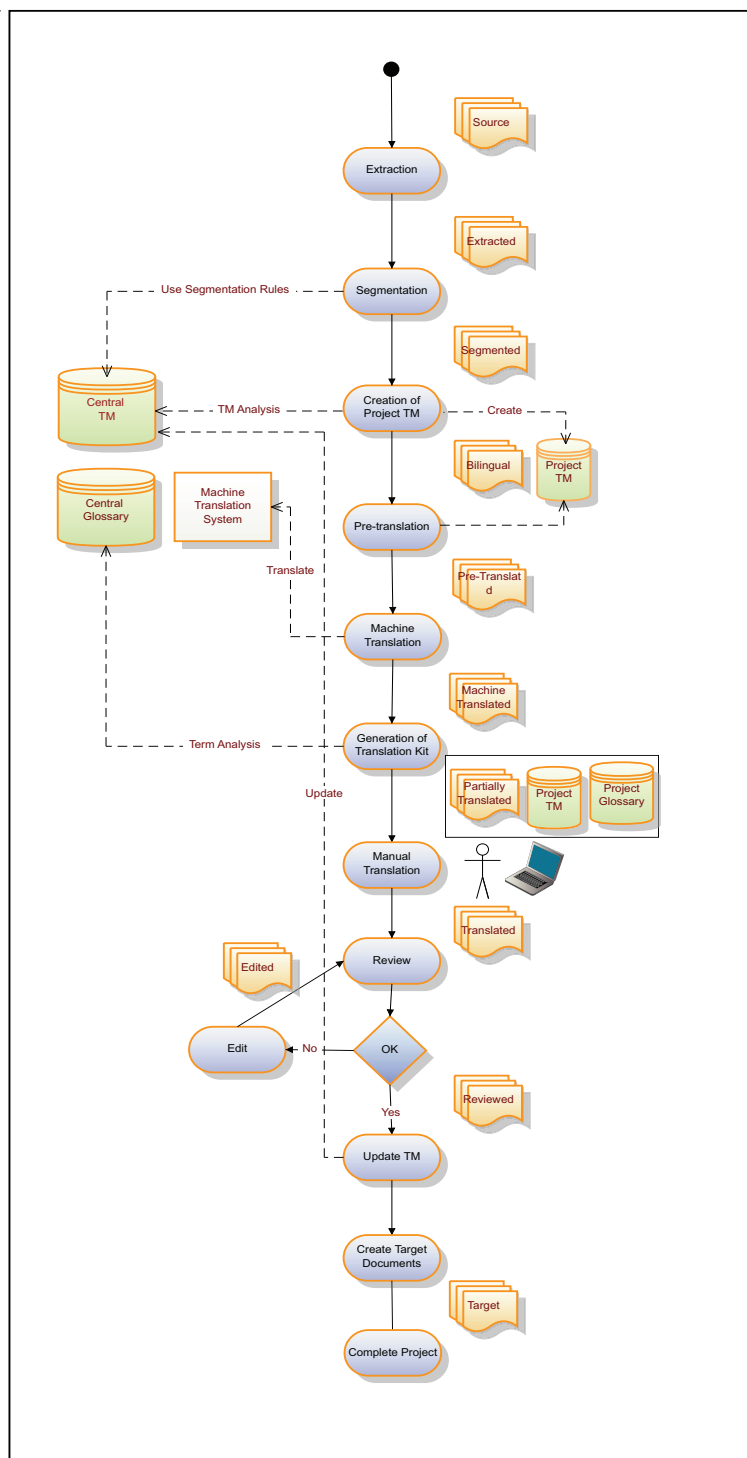 Source
Extraction
Extracted
Segmentation
Use Segmentation Rules
Segmented
Central
TM
TM Analysis
Creation of
Project TM
Create
Bilingual
Project
TM
Central
Glossary
Machine
Translation
System
Pre-translation
Translate
Pre-Translat
d
Machine
Translation
Machine
Translated
Term Analysis
Generation of
Translation Kit
Update
Partially
Translated
Project
TM
Project
Glossary
Manual
Translation
Translated
Edited
Review
Edit
No
OK
Reviewed
Yes
Update TM
Create Target
Documents
Target
Complete Project